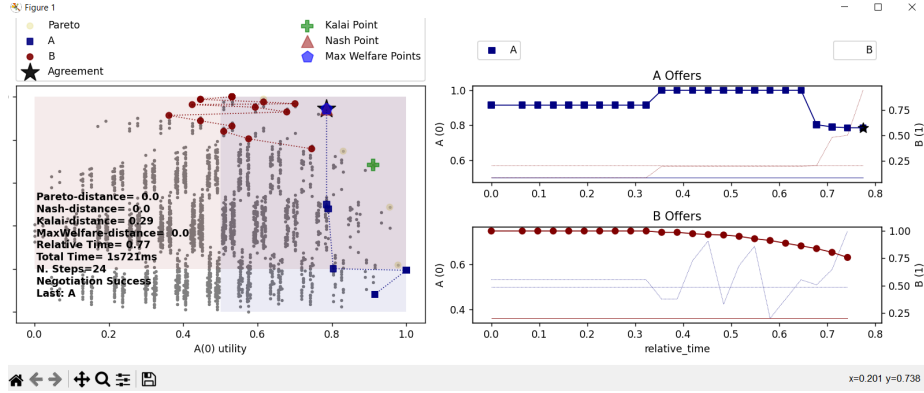 Figure 1
Pareto
A
B
Agreement
Kalai Point
Nash Point
Max Welfare Points
Pareto-distance= 0.0
Nash-distance= 0.0
Kalai-distance= 0.29
MaxWelfare-distance= 0.0
Relative Time= 0.77
Total Time= 1s721ms
N. Steps=24
Negotiation Success
Last: A
0.0 0.2 0.4 0.6 0.8 1.0
A(0) utility
A
B
A Offers
1.0
0.8
0.6
A (0)
0.75
0.50
0.25
B (1)
0.0 0.1 0.2 0.3 0.4 0.5 0.6 0.7 0.8
B Offers
0.6
0.4
A (0)
1.00
0.75
0.50
0.25
B (1)
0.0 0.1 0.2 0.3 0.4 0.5 0.6 0.7 0.8
relative_time
x=0.201 y=0.738